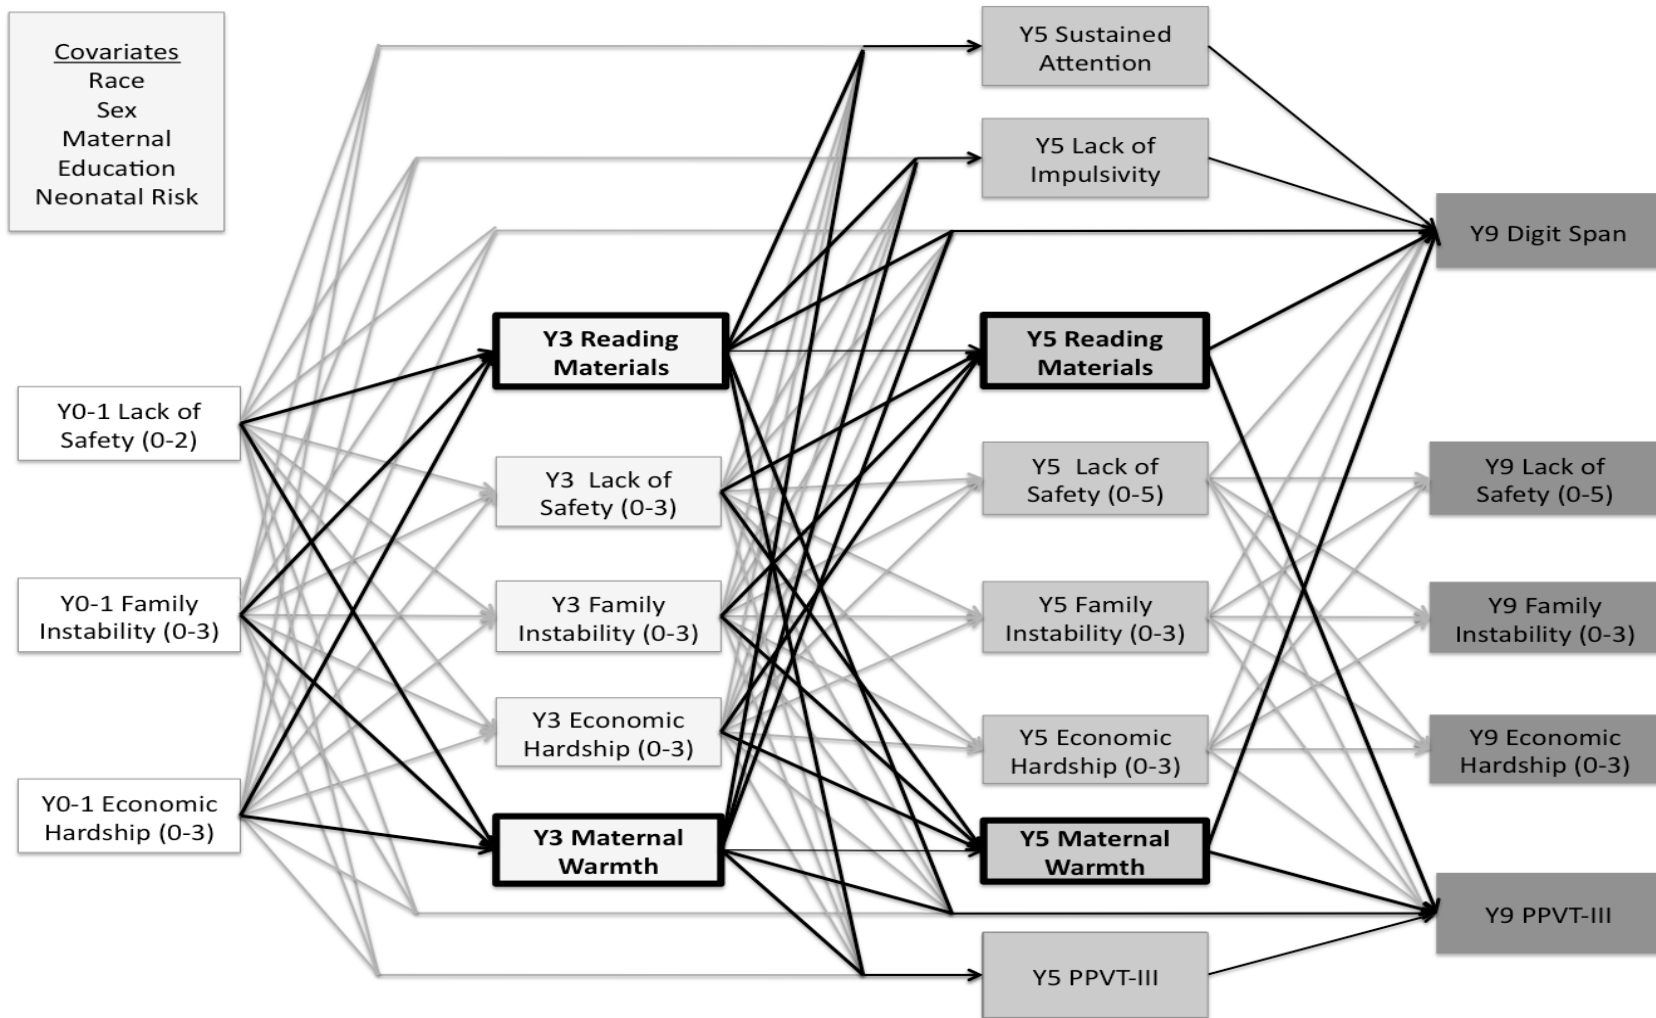 Covariates
Race
Sex
Maternal
Education
Neonatal Risk
Y0-1 Lack of
Safety (0-2)
Y0-1 Family
Instability (0-3)
Y0-1 Economic
Hardship (0-3)
Y3 Reading
Materials
Y3  Lack of
Safety (0-3)
Y3 Family
Instability (0-3)
Y3 Economic
Hardship (0-3)
Y3 Maternal
Warmth
Y5 Sustained
Attention
Y5 Lack of
Impulsivity
Y5 Reading
Materials
Y5  Lack of
Safety (0-5)
Y5 Family
Instability (0-3)
Y5 Economic
Hardship (0-3)
Y5 Maternal
Warmth
Y5 PPVT-III
Y9 Digit Span
Y9 Lack of
Safety (0-5)
Y9 Family
Instability (0-3)
Y9 Economic
Hardship (0-3)
Y9 PPVT-III